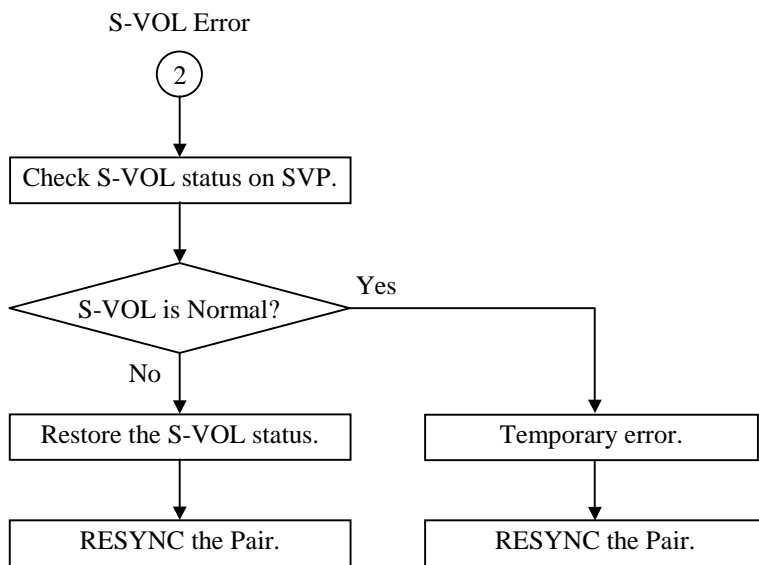 S-VOL Error
2
Check S-VOL status on SVP.
S-VOL is Normal?
Yes
No
Restore the S-VOL status.
Temporary error.
RESYNC the Pair.
RESYNC the Pair.